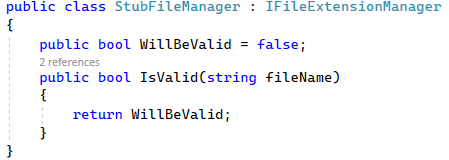 public class StubFileManager : IFileExtensionManager
{
    public bool WillBeValid = false;
    2 references
    public bool IsValid(string fileName)
    {
        return WillBeValid;
    }
}